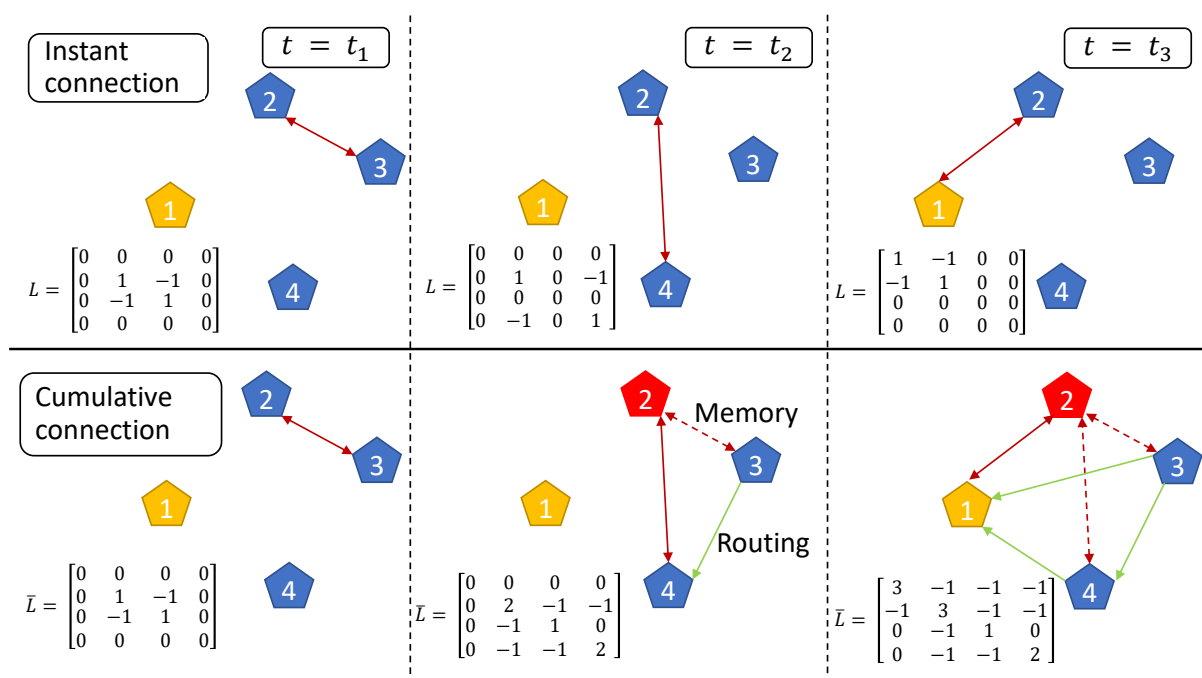 Instant
connection
t = t₁
2
3
1
4
L = [0 0 0 0
0 1 −1 0
0 −1 1 0
0 0 0 0]
t = t₂
2
3
1
4
L = [0 0 0 0
0 1 0 −1
0 0 0 0
0 −1 0 1]
t = t₃
2
3
1
4
L = [1 −1 0 0
−1 1 0 0
0 0 0 0
0 0 0 0]
Cumulative
connection
2
3
1
4
L̄ = [0 0 0 0
0 1 −1 0
0 −1 1 0
0 0 0 0]
2
Memory
3
1
Routing
4
L̄ = [0 0 0 0
0 2 −1 −1
0 −1 1 0
0 −1 −1 2]
2
3
1
4
L̄ = [3 −1 −1 −1
−1 3 −1 −1
0 −1 1 0
0 −1 −1 2]